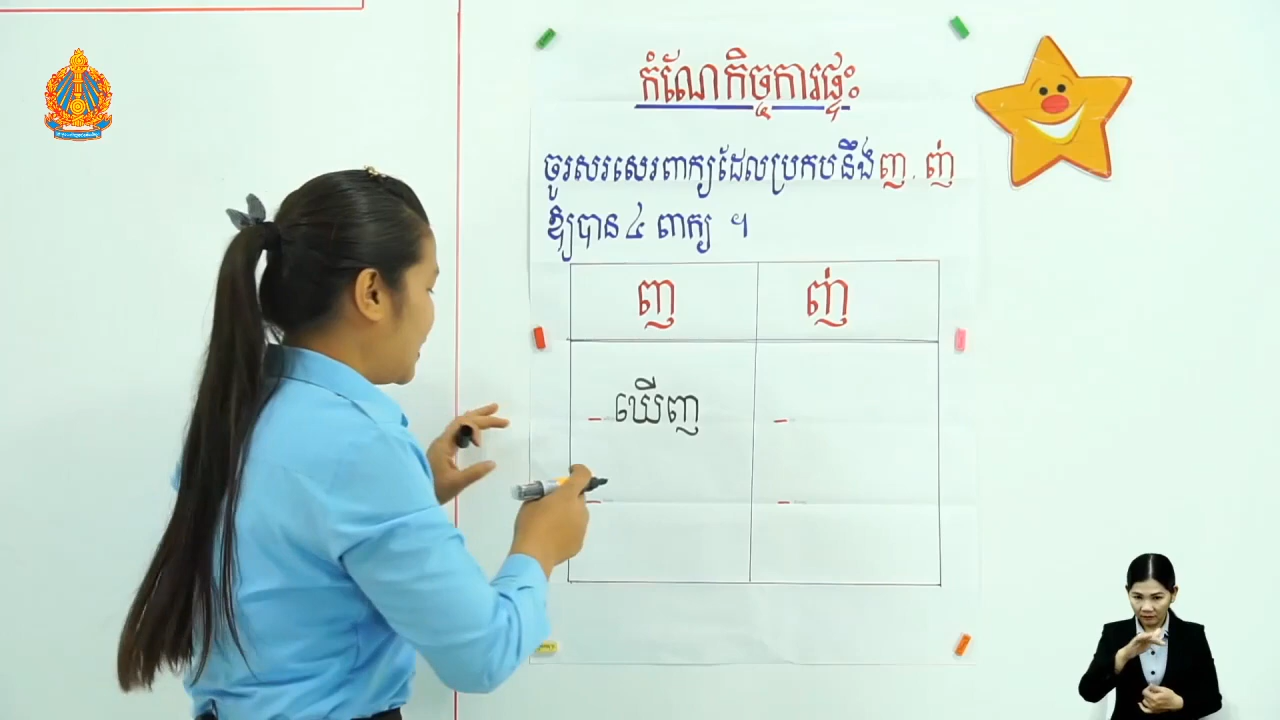 កំណែកិច្ចការផ្ទះ
ចូរសរសេរពាក្យដែលប្រកបនឹង ញ , ញ៉
ឱ្យបាន ៤ ពាក្យ ។
ញ ញ៉
- ឃើញ -
- -